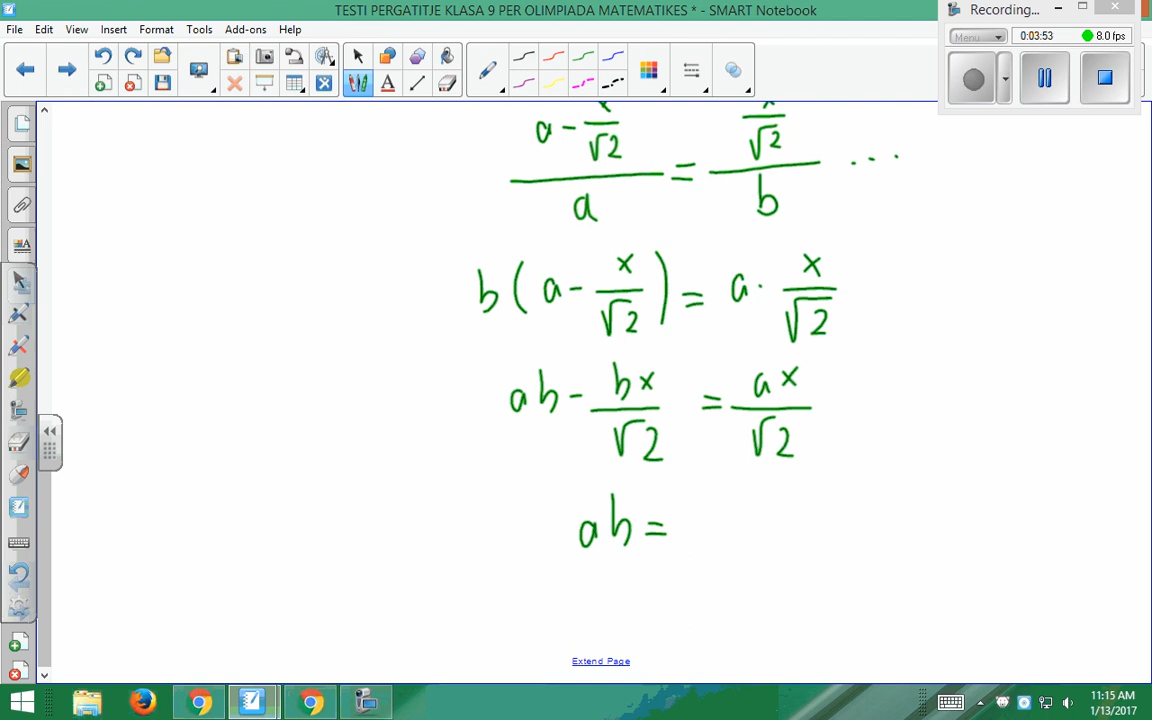 TESTI PERGATITJE KLASA 9 PER OLIMPIADA MATEMATIKES * - SMART Notebook
Recording...
File Edit View Insert Format Tools Add-ons Help
Menu 0:03:53 8.0 fps
(a - x/√2)/a = (x/√2)/b ...
b(a - x/√2) = a · x/√2
ab - bx/√2 = ax/√2
ab =
Extend Page
11:15 AM
1/13/2017